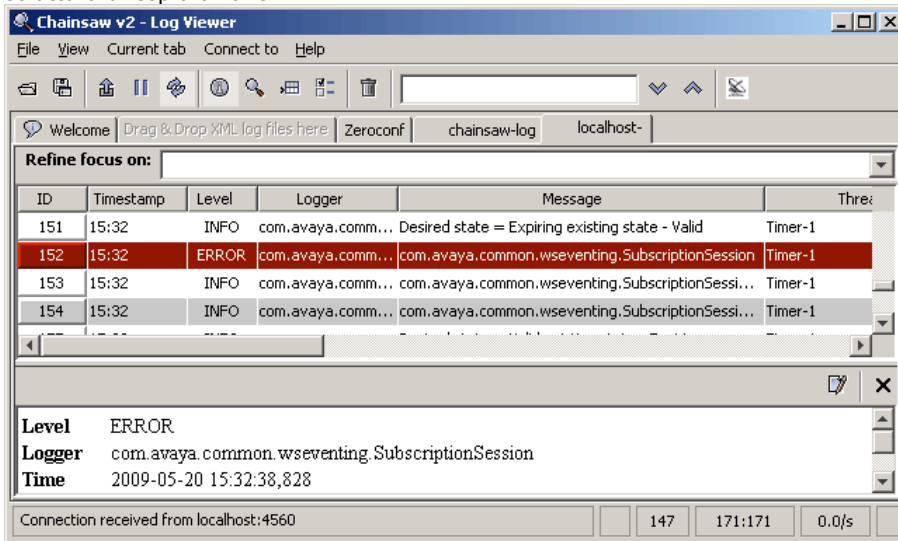 Chainsaw v2 - Log Viewer
File View Current tab Connect to Help
Welcome Drag & Drop XML log files here Zeroconf chainsaw-log localhost-
Refine focus on:
ID Timestamp Level Logger Message Threa
151 15:32 INFO com.avaya.comm... Desired state = Expiring existing state - Valid Timer-1
152 15:32 ERROR com.avaya.comm... com.avaya.common.wseventing.SubscriptionSession Timer-1
153 15:32 INFO com.avaya.comm... com.avaya.common.wseventing.SubscriptionSessi... Timer-1
154 15:32 INFO com.avaya.comm... com.avaya.common.wseventing.SubscriptionSessi... Timer-1
Level ERROR
Logger com.avaya.common.wseventing.SubscriptionSession
Time 2009-05-20 15:32:38,828
Connection received from localhost:4560 147 171:171 0.0/s